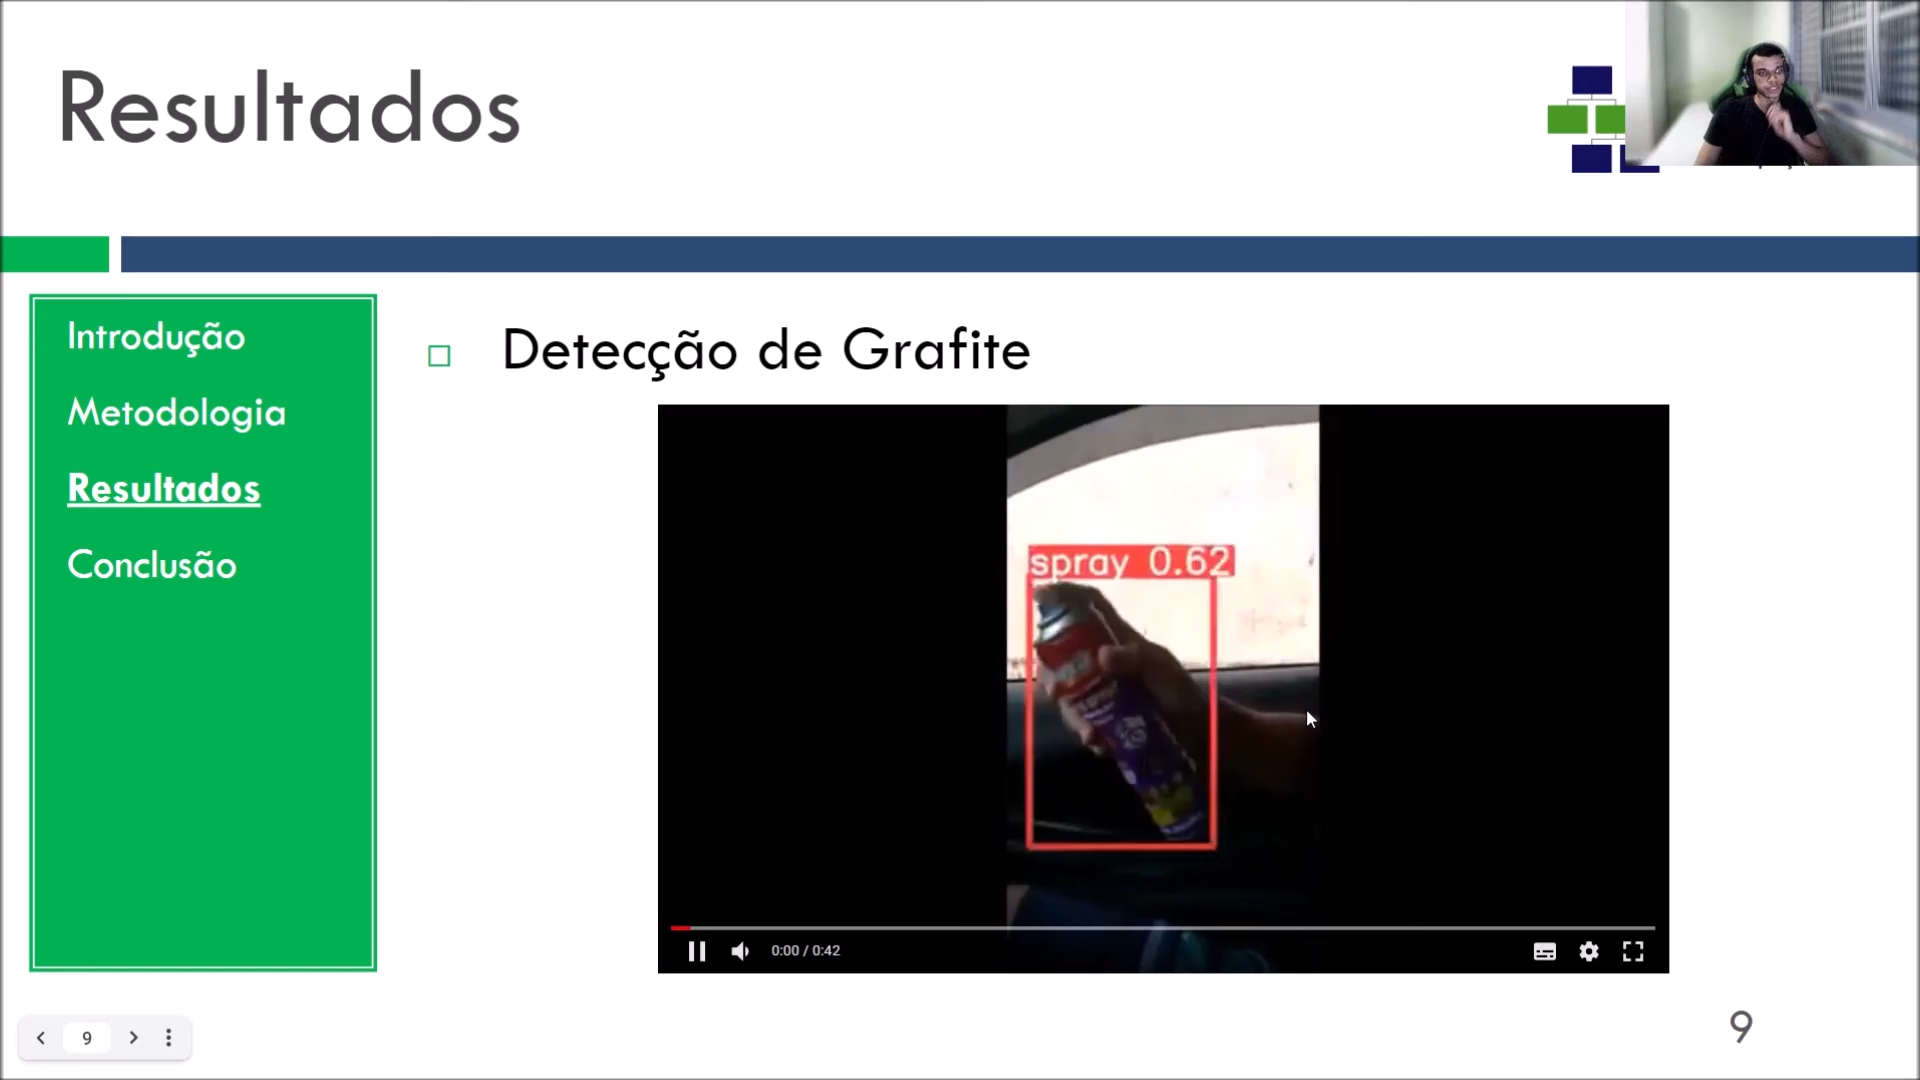 Resultados
Introdução
Metodologia
Resultados
Conclusão
Detecção de Grafite
spray 0.62
0:00 / 0:42
9
9